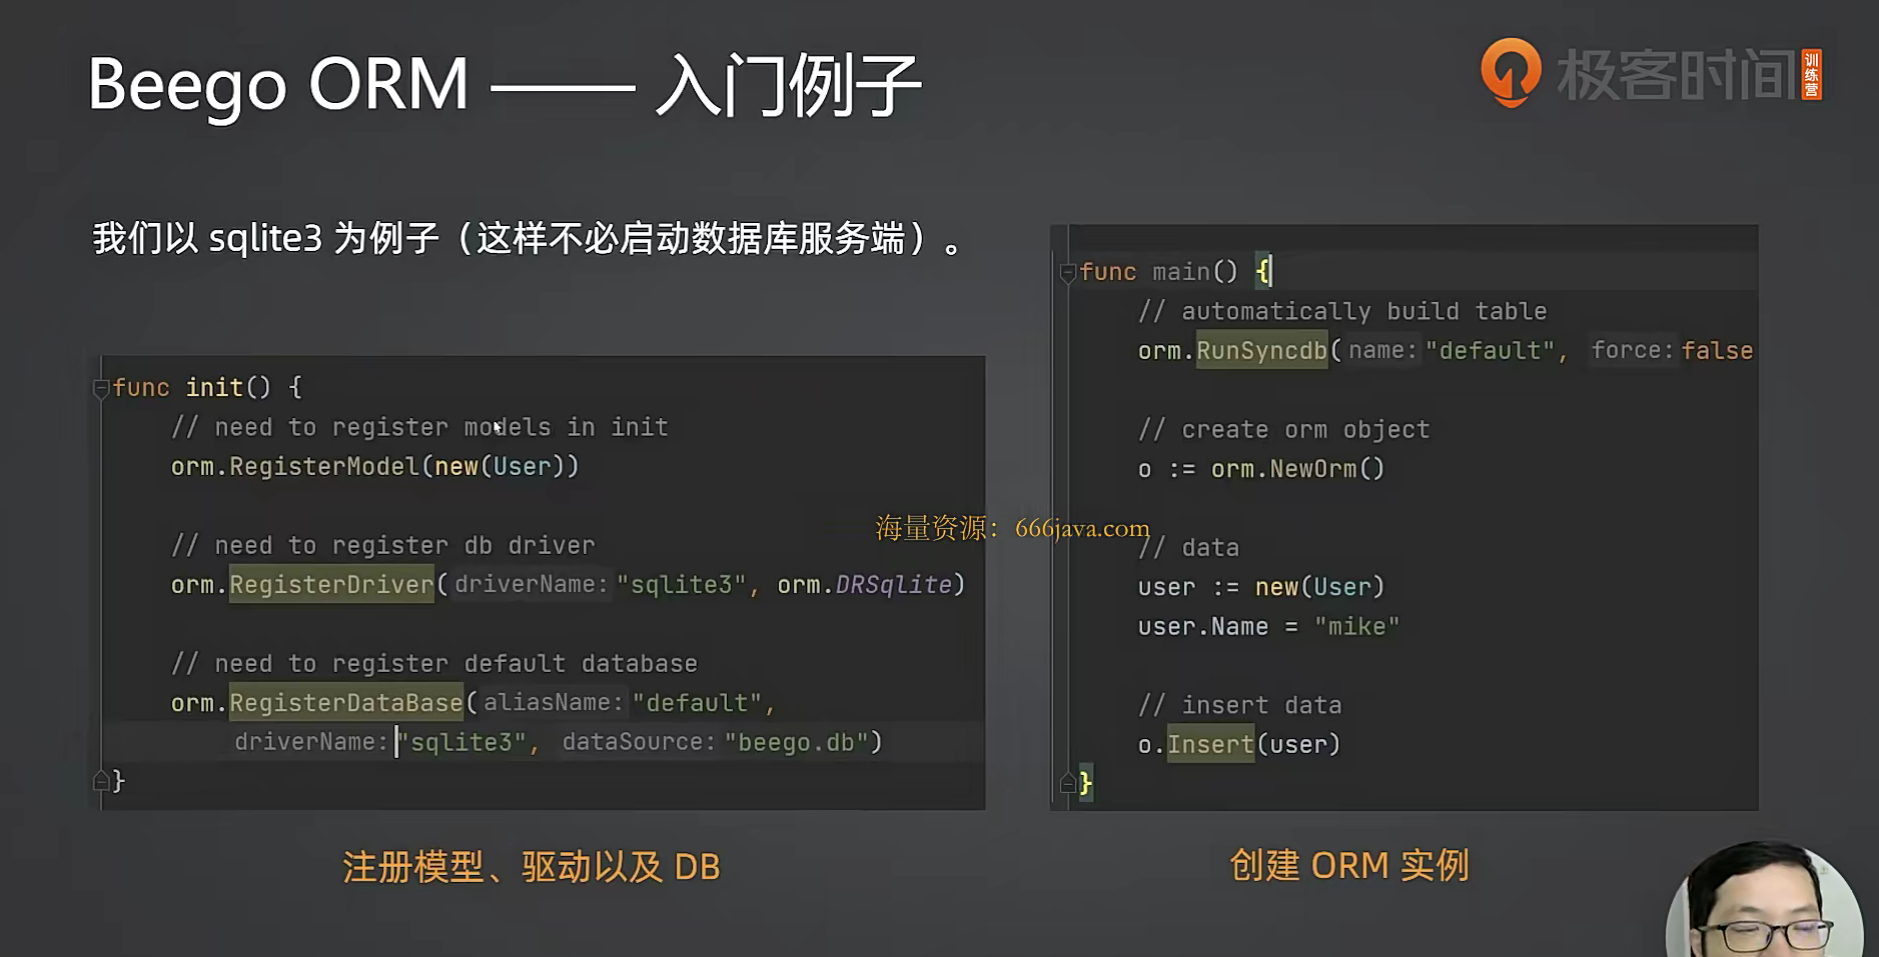 Beego ORM —— 入门例子
极客时间
训练营
我们以 sqlite3 为例子（这样不必启动数据库服务端）。
func init() {
// need to register models in init
orm.RegisterModel(new(User))
// need to register db driver
orm.RegisterDriver( driverName: "sqlite3", orm.DRSqlite)
// need to register default database
orm.RegisterDataBase( aliasName: "default",
driverName: "sqlite3", dataSource: "beego.db")
}
注册模型、驱动以及 DB
func main() {
// automatically build table
orm.RunSyncdb( name: "default", force: false
// create orm object
o := orm.NewOrm()
// data
user := new(User)
user.Name = "mike"
// insert data
o.Insert(user)
}
创建 ORM 实例
海量资源：666java.com